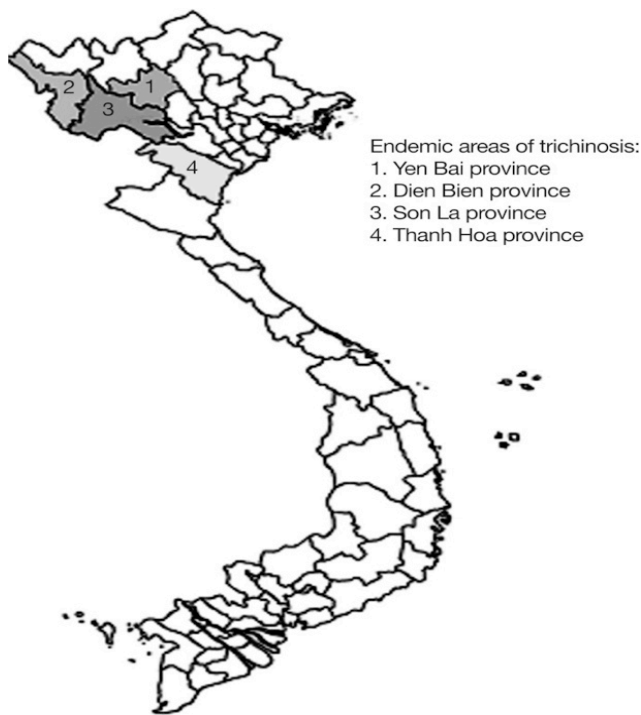 1
2
3
4
Endemic areas of trichinosis:
1. Yen Bai province
2. Dien Bien province
3. Son La province
4. Thanh Hoa province